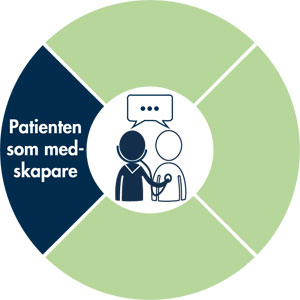 Patienten
som med-
skapare